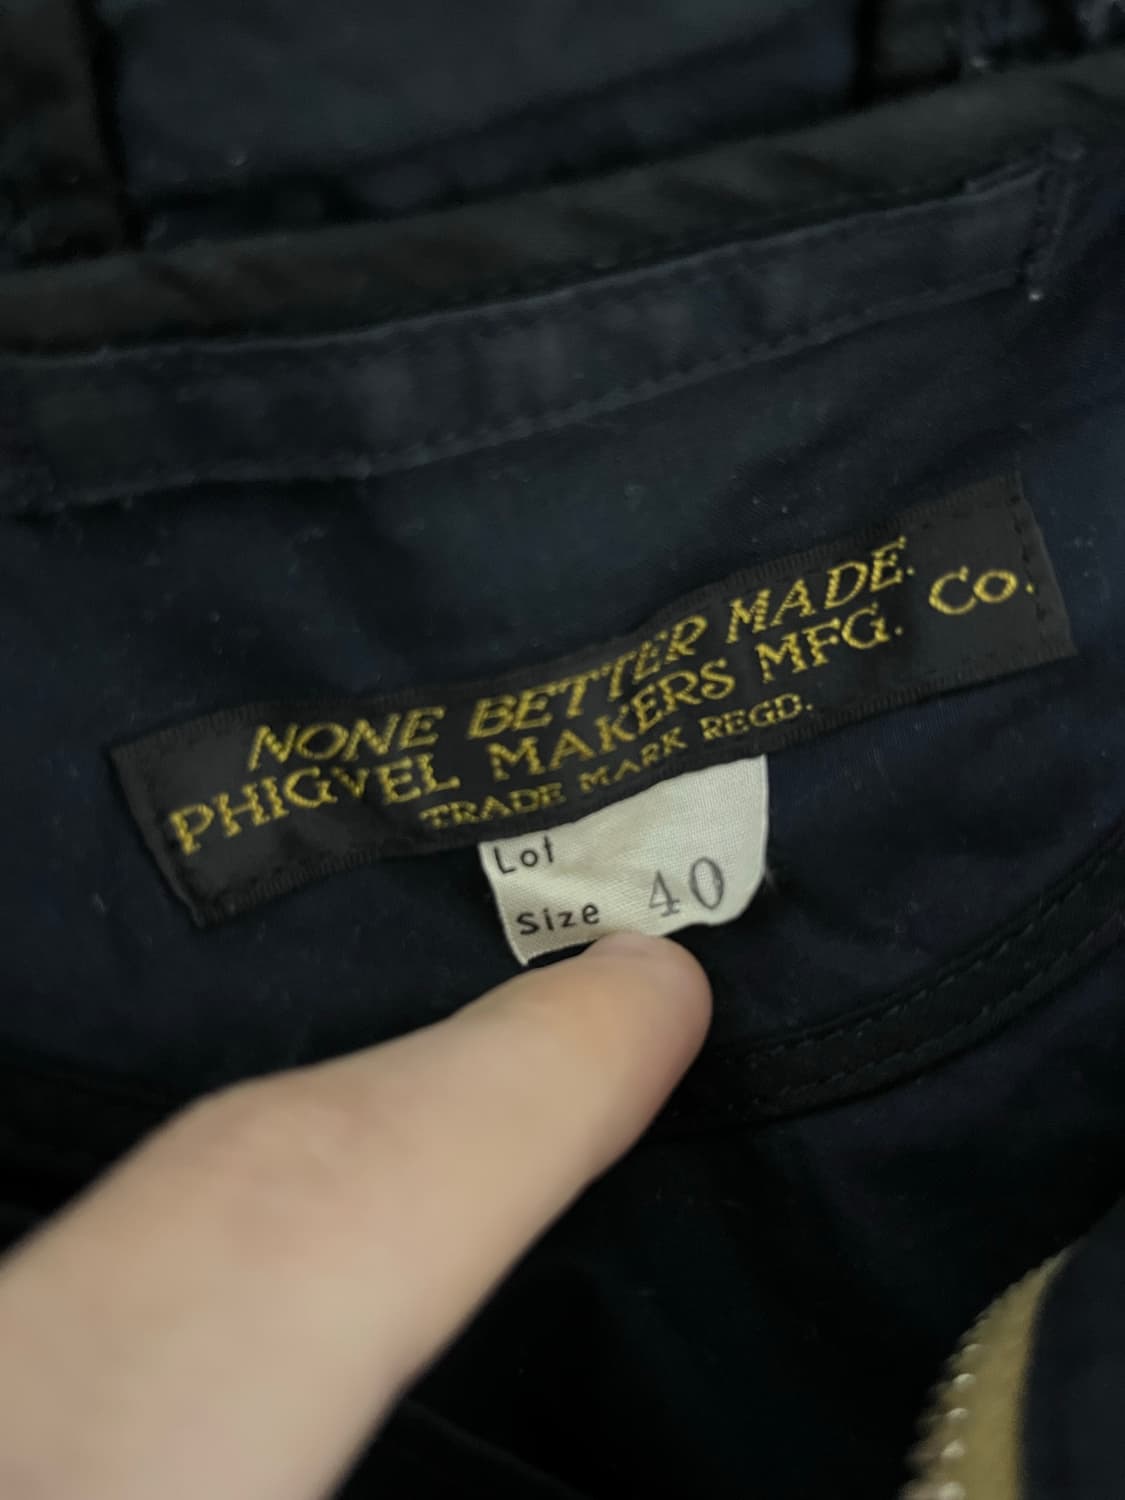 NONE BETTER MADE.
PHIGVEL MAKERS MFG. Co.
TRADE MARK REGD.
Lot
Size 40